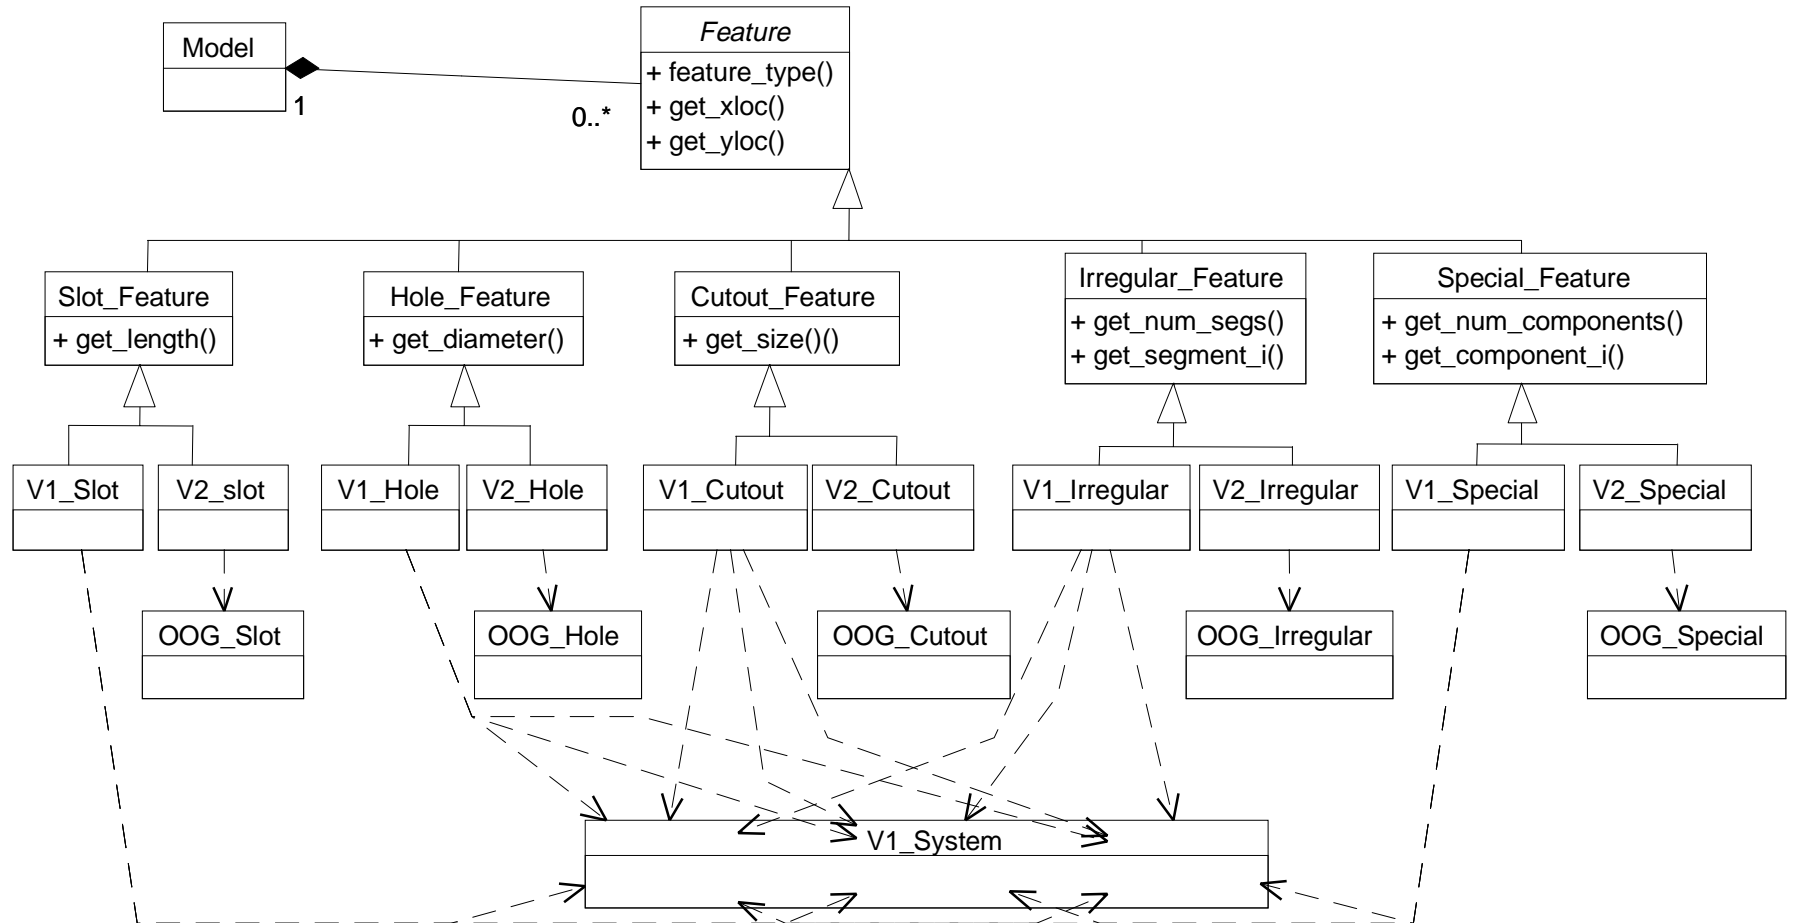 Model
1
0..*
Feature
+ feature_type()
+ get_xloc()
+ get_yloc()
Slot_Feature
+ get_length()
Hole_Feature
+ get_diameter()
Cutout_Feature
+ get_size()()
Irregular_Feature
+ get_num_segs()
+ get_segment_i()
Special_Feature
+ get_num_components()
+ get_component_i()
V1_Slot
V2_slot
V1_Hole
V2_Hole
V1_Cutout
V2_Cutout
V1_Irregular
V2_Irregular
V1_Special
V2_Special
OOG_Slot
OOG_Hole
OOG_Cutout
OOG_Irregular
OOG_Special
V1_System